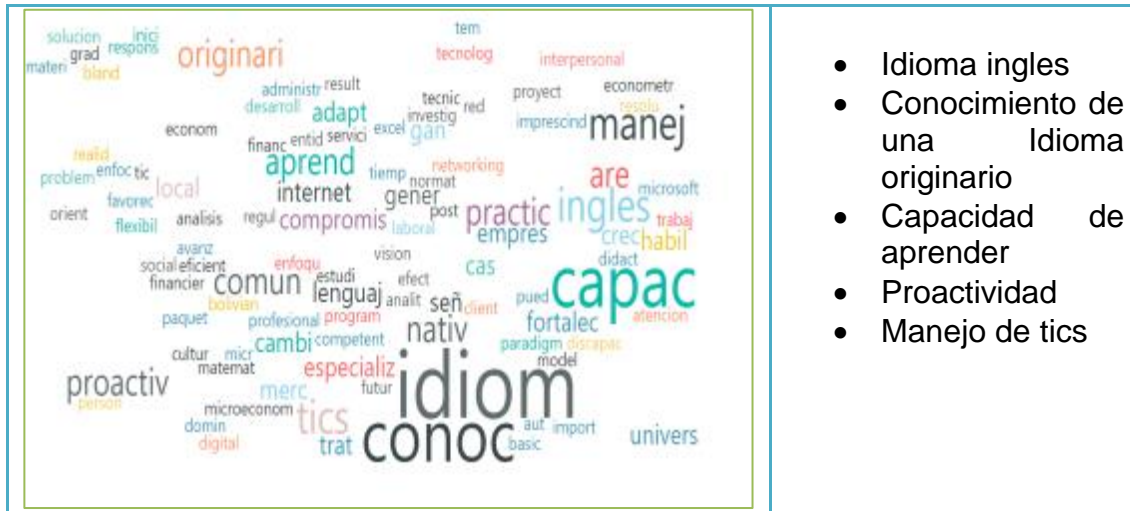 tem
solucion inici
grad respons
originari
tecnolog
interpersonal
materi bland
administr result
desarroll
adapt
tecnic red
investig
proyect
econometr
resolu
imprescind
manej
econom
financ entid servici excel gan
realid
aprend
tiemp networking
problem enfoc tic
local
internet
normat
gener
are microsoft
favorec
orient
flexibil
analisis
regul compromis laboral post practic ingles trabaj
empres
crec habil
avanz
vision
didact
social eficient
enfoqu
estudi
efect
cas
financier comun
lenguaj analit señ
pued capac
bolivian
client
paquet
profesional program
nativ
fortalec
atencion
cambi competent
paradigm discapac
cultur micr
matemat
especializ
model
proactiv
futur
idiom
person
merc
microeconom
tics
domin
conoc
aut import
univers
digital
trat
basic
• Idioma ingles
• Conocimiento de
una Idioma
originario
• Capacidad de
aprender
• Proactividad
• Manejo de tics